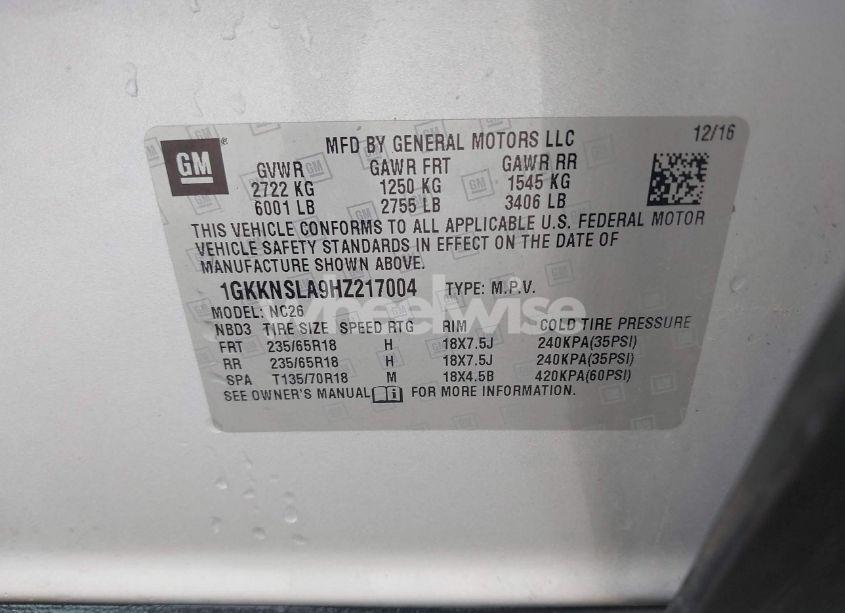 GM
MFD BY GENERAL MOTORS LLC 12/16
GVWR GAWR FRT GAWR RR
2722 KG 1250 KG 1545 KG
6001 LB 2755 LB 3406 LB
THIS VEHICLE CONFORMS TO ALL APPLICABLE U.S. FEDERAL MOTOR
VEHICLE SAFETY STANDARDS IN EFFECT ON THE DATE OF
MANUFACTURE SHOWN ABOVE.
1GKKNSLA9HZ217004 TYPE: M.P.V.
MODEL: NC26
wheelwise
NBD3 TIRE SIZE SPEED RTG RIM COLD TIRE PRESSURE
FRT 235/65R18 H 18X7.5J 240KPA(35PSI)
RR 235/65R18 H 18X7.5J 240KPA(35PSI)
SPA T135/70R18 M 18X4.5B 420KPA(60PSI)
SEE OWNER'S MANUAL FOR MORE INFORMATION.